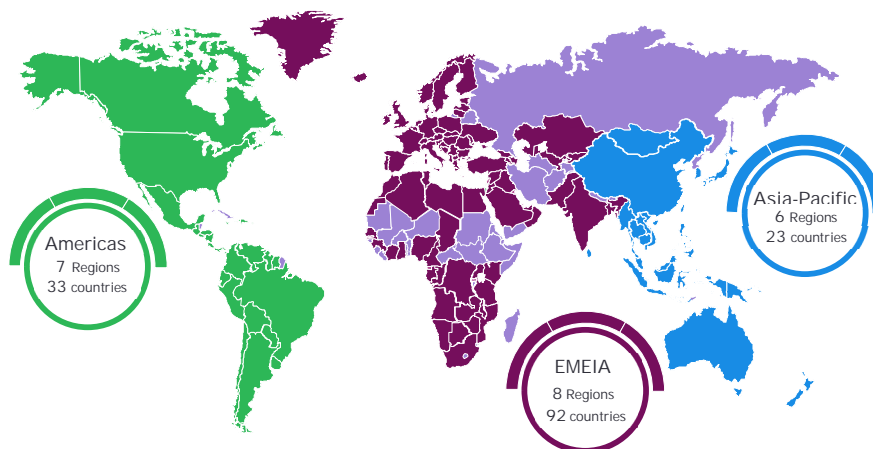 Americas
7 Regions
33 countries
Asia-Pacific
6 Regions
23 countries
EMEIA
8 Regions
92 countries